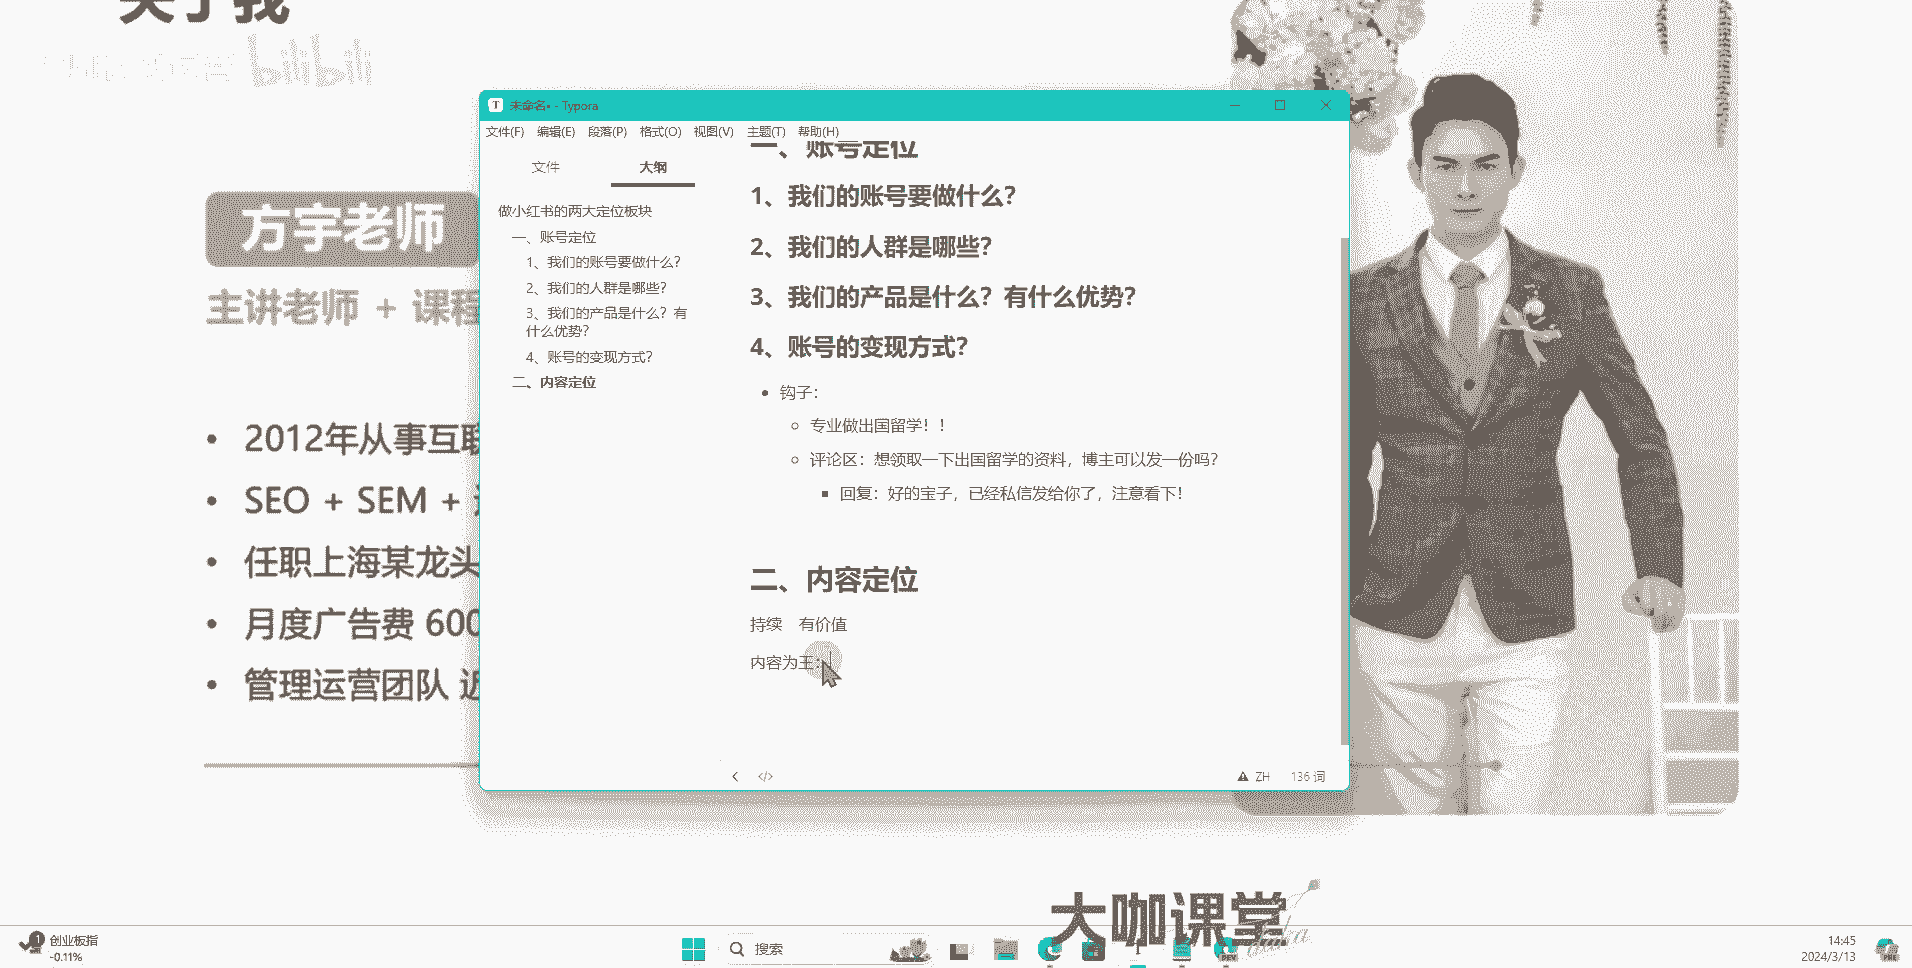 关于我
bilibili
未命名• - Typora
文件(F) 编辑(E) 段落(P) 格式(O) 视图(V) 主题(T) 帮助(H)
文件 大纲
做小红书的两大定位板块
一、账号定位
1、我们的账号要做什么？
2、我们的人群是哪些？
3、我们的产品是什么？有
什么优势？
4、账号的变现方式？
二、内容定位
一、账号定位
1、我们的账号要做什么？
2、我们的人群是哪些？
3、我们的产品是什么？有什么优势？
4、账号的变现方式？
钩子：
专业做出国留学！！
评论区：想领取一下出国留学的资料，博主可以发一份吗？
回复：好的宝子，已经私信发给你了，注意看下！
二、内容定位
持续 有价值
内容为王：
ZH 136 词
方宇老师
主讲老师 + 课程
2012年从事互联
SEO + SEM +
任职上海某龙头
月度广告费 600
管理运营团队 近
大咖课堂
daka
创业板指
-0.11%
搜索
14:45
2024/3/13